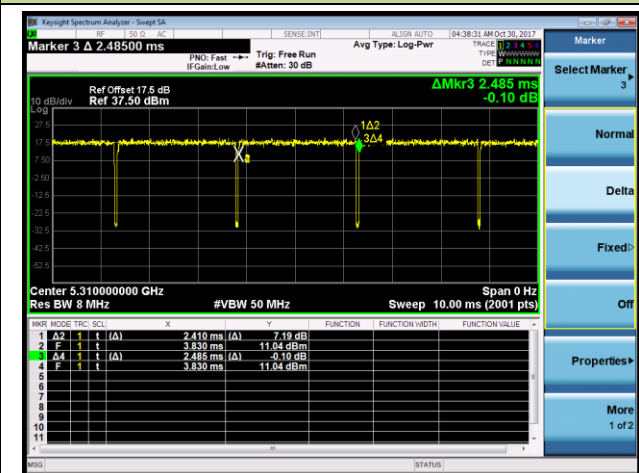 Keysight Spectrum Analyzer - Swept SA
RF 50 Ω AC SENSE:INT ALIGN AUTO 04:38:31 AM Oct 30, 2017
Marker 3 Δ 2.48500 ms
PNO: Fast
IFGain:Low
Trig: Free Run
#Atten: 30 dB
Avg Type: Log-Pwr
TRACE 1 2 3 4 5 6
TYPE
DET P N N N N N
Ref Offset 17.5 dB
10 dB/div Ref 37.50 dBm
Log
ΔMkr3 2.485 ms
-0.10 dB
27.5
17.5
7.50
-2.50
-12.5
-22.5
-32.5
-42.5
-52.5
1Δ2
3Δ4
Center 5.310000000 GHz Span 0 Hz
Res BW 8 MHz #VBW 50 MHz Sweep 10.00 ms (2001 pts)
MKR MODE TRC SCL X Y FUNCTION FUNCTION WIDTH FUNCTION VALUE
1 Δ2 1 t (Δ) 2.410 ms (Δ) 7.19 dB
2 F 1 t 3.830 ms 11.04 dBm
3 Δ4 1 t (Δ) 2.485 ms (Δ) -0.10 dB
4 F 1 t 3.830 ms 11.04 dBm
5
6
7
8
9
10
11
MSG STATUS
Marker
Select Marker
3
Normal
Delta
Fixed
Off
Properties
More
1 of 2